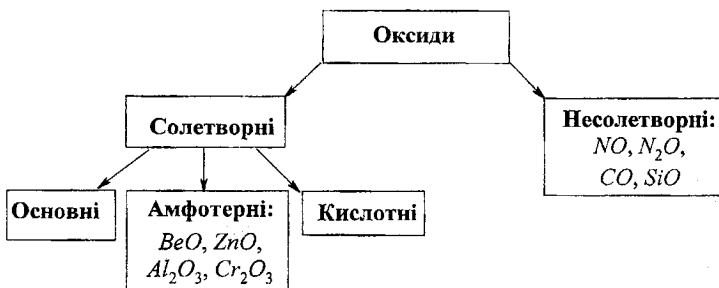 Оксиди
Солетворні
Несолетворні:
NO, N₂O,
CO, SiO
Основні
Амфотерні:
BeO, ZnO,
Al₂O₃, Cr₂O₃
Кислотні